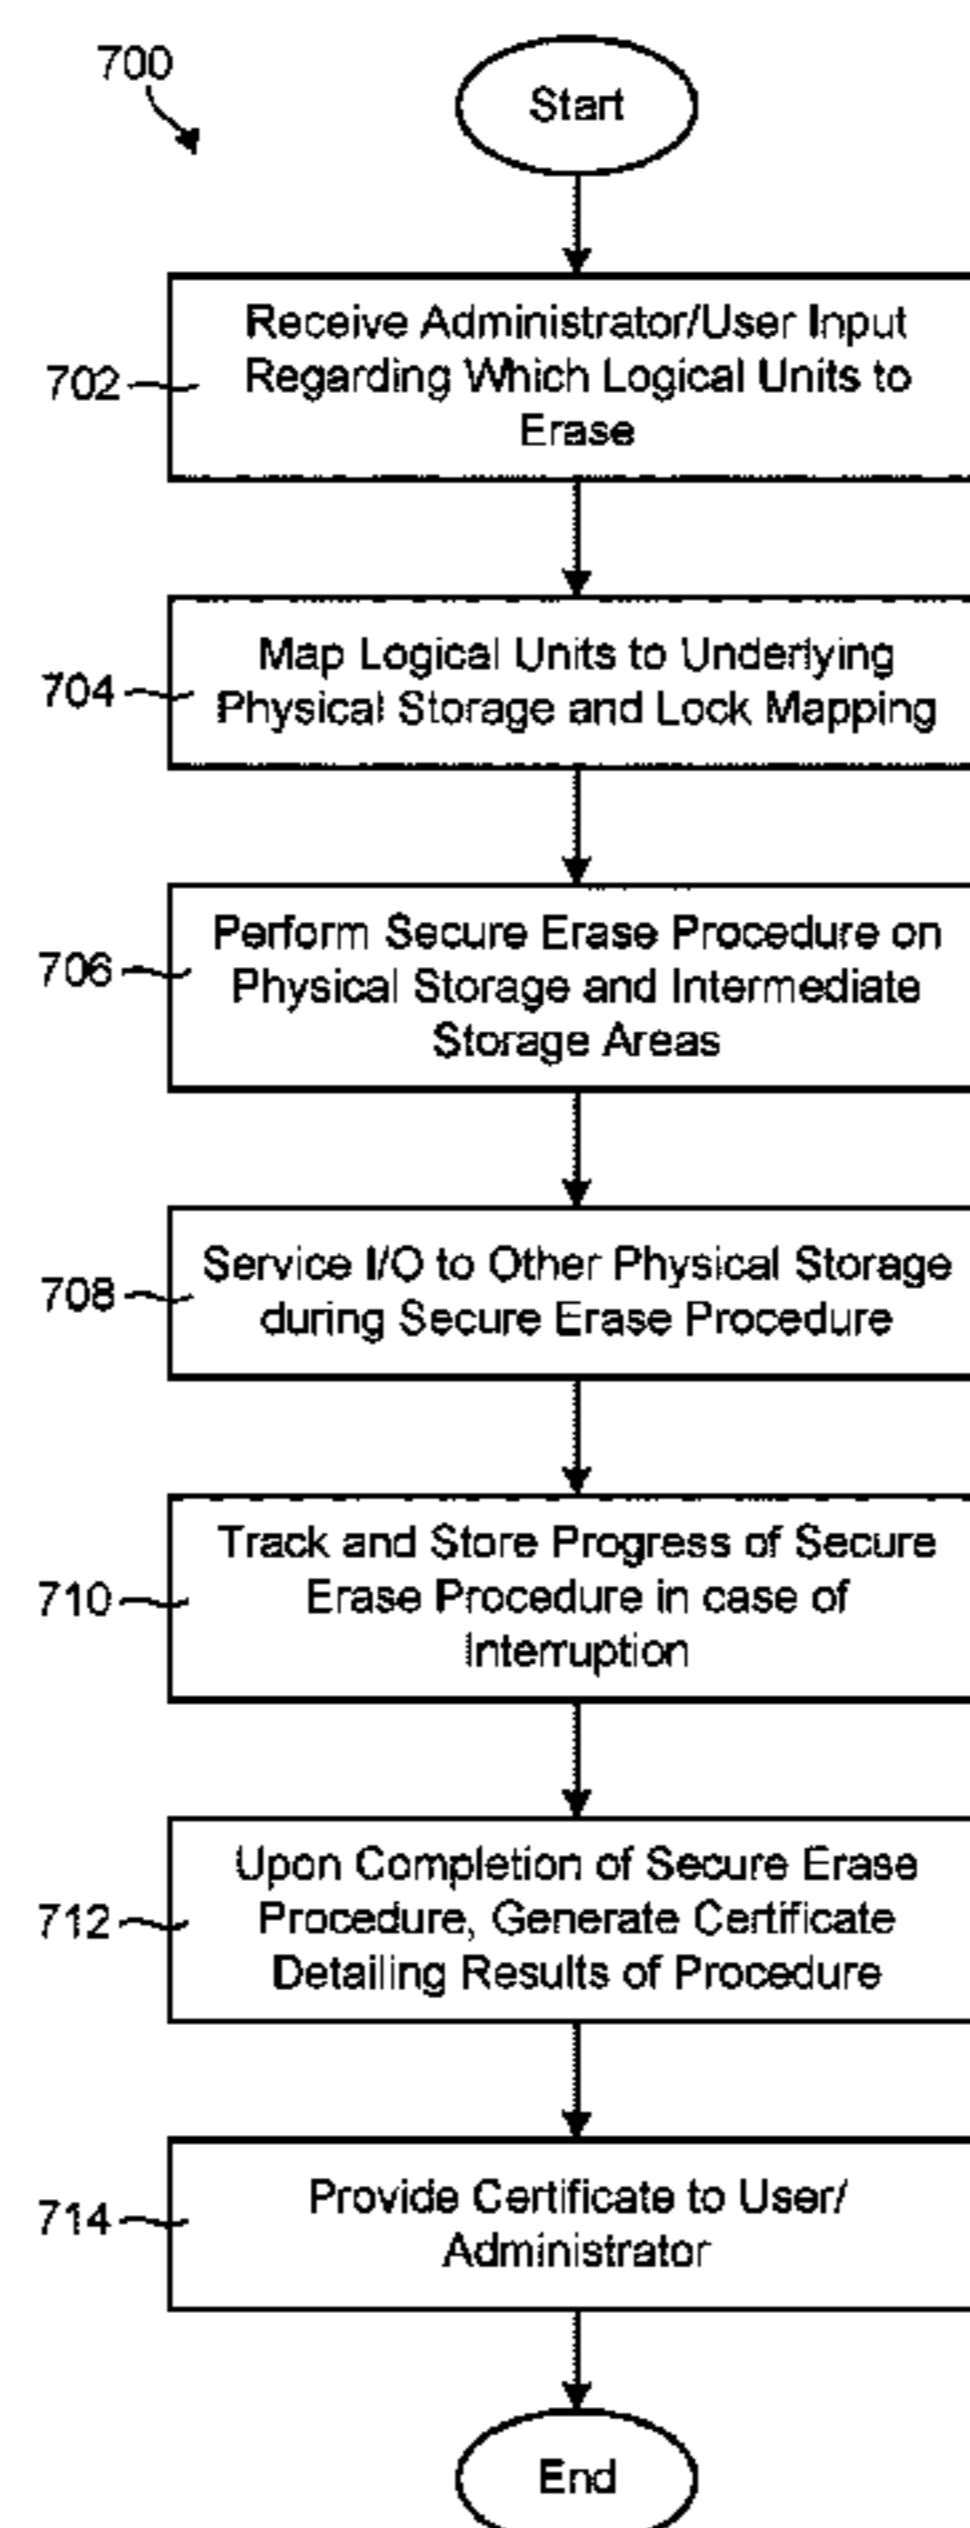 700
Start
Receive Administrator/User Input
Regarding Which Logical Units to
Erase
702
Map Logical Units to Underlying
Physical Storage and Lock Mapping
704
Perform Secure Erase Procedure on
Physical Storage and Intermediate
Storage Areas
706
Service I/O to Other Physical Storage
during Secure Erase Procedure
708
Track and Store Progress of Secure
Erase Procedure in case of
Interruption
710
Upon Completion of Secure Erase
Procedure, Generate Certificate
Detailing Results of Procedure
712
Provide Certificate to User/
Administrator
714
End